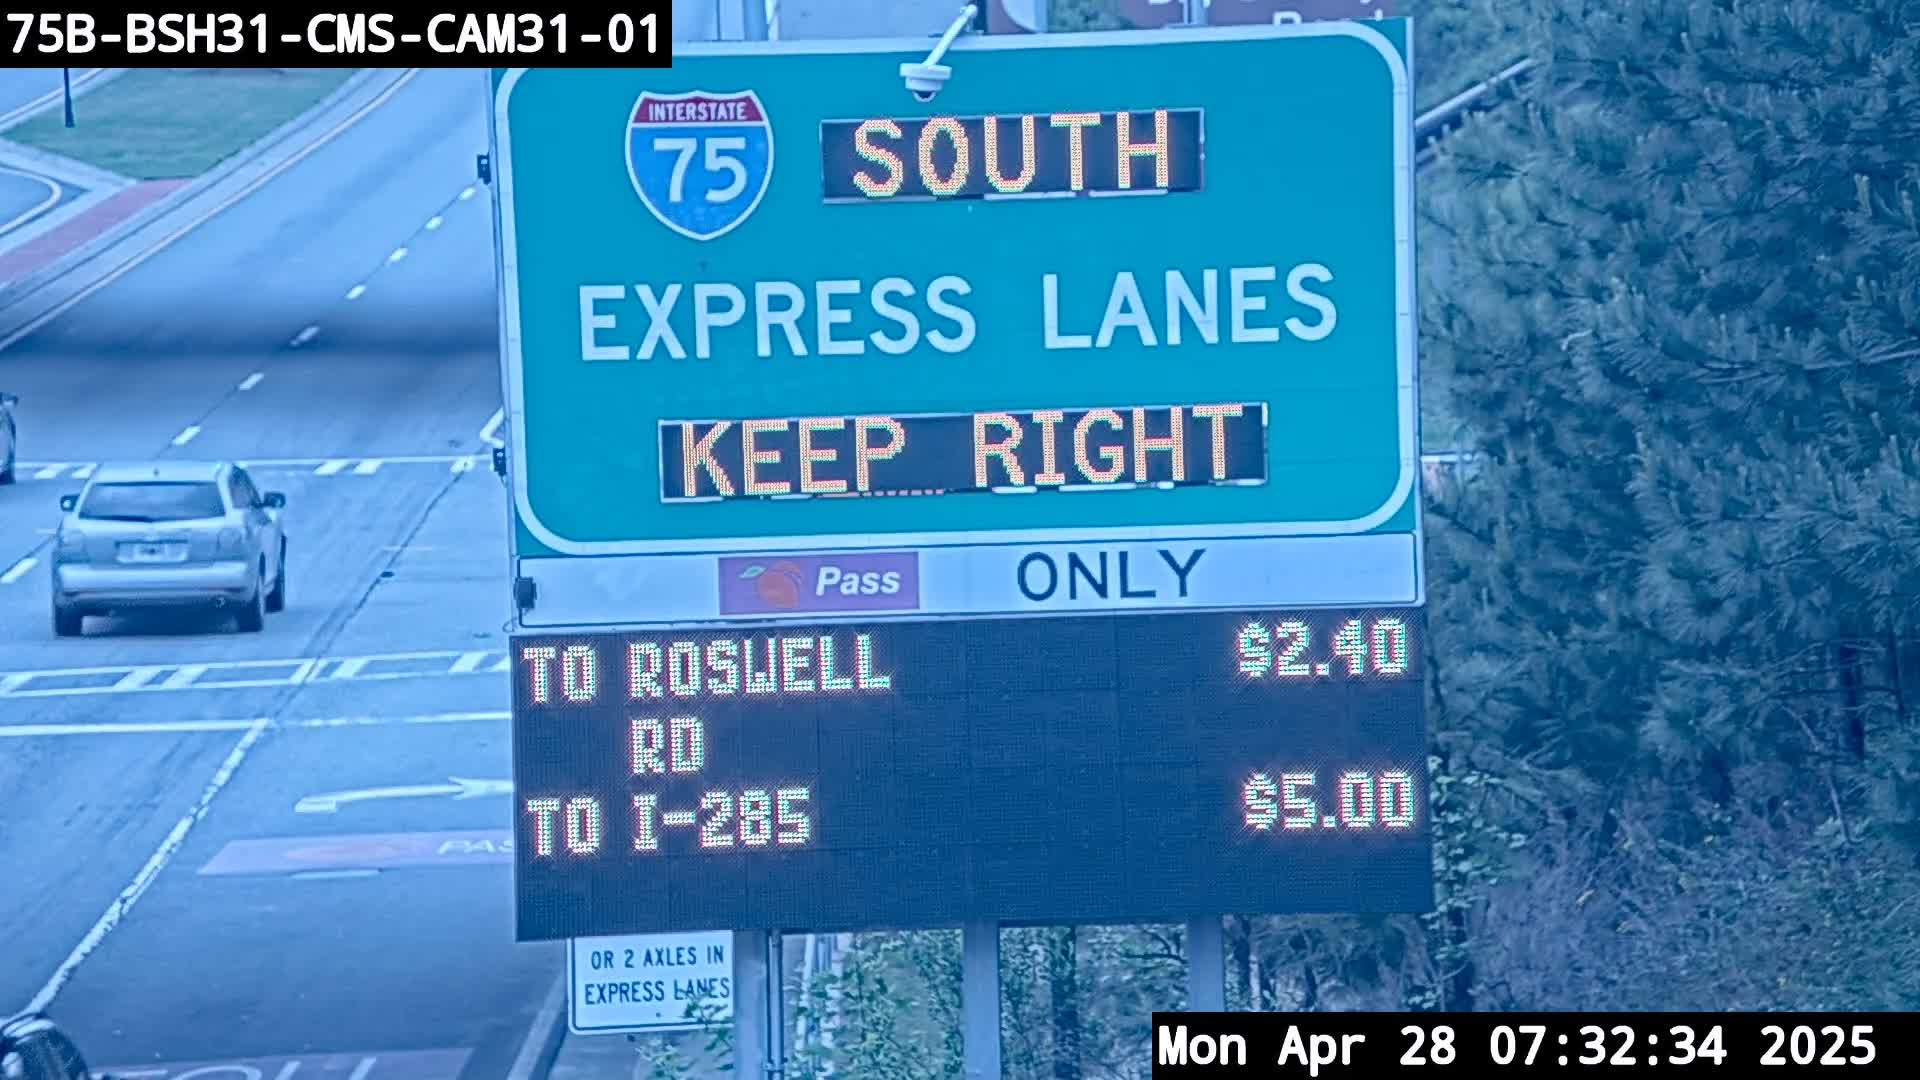 75B-BSH31-CMS-CAM31-01
INTERSTATE
75
SOUTH
EXPRESS LANES
KEEP RIGHT
Pass ONLY
TO ROSWELL $2.40
RD
TO I-285 $5.00
OR 2 AXLES IN
EXPRESS LANES
Mon Apr 28 07:32:34 2025